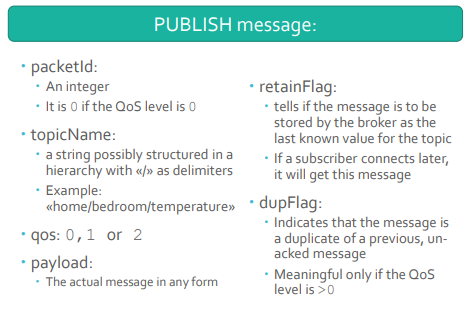 PUBLISH message:
• packetId:
• An integer
• It is 0 if the QoS level is 0
• topicName:
• a string possibly structured in a
hierarchy with «/» as delimiters
• Example:
«home/bedroom/temperature»
• qos: 0,1 or 2
• payload:
• The actual message in any form
• retainFlag:
• tells if the message is to be
stored by the broker as the
last known value for the topic
• If a subscriber connects later,
it will get this message
• dupFlag:
• Indicates that the message is
a duplicate of a previous, un-
acked message
• Meaningful only if the QoS
level is >0